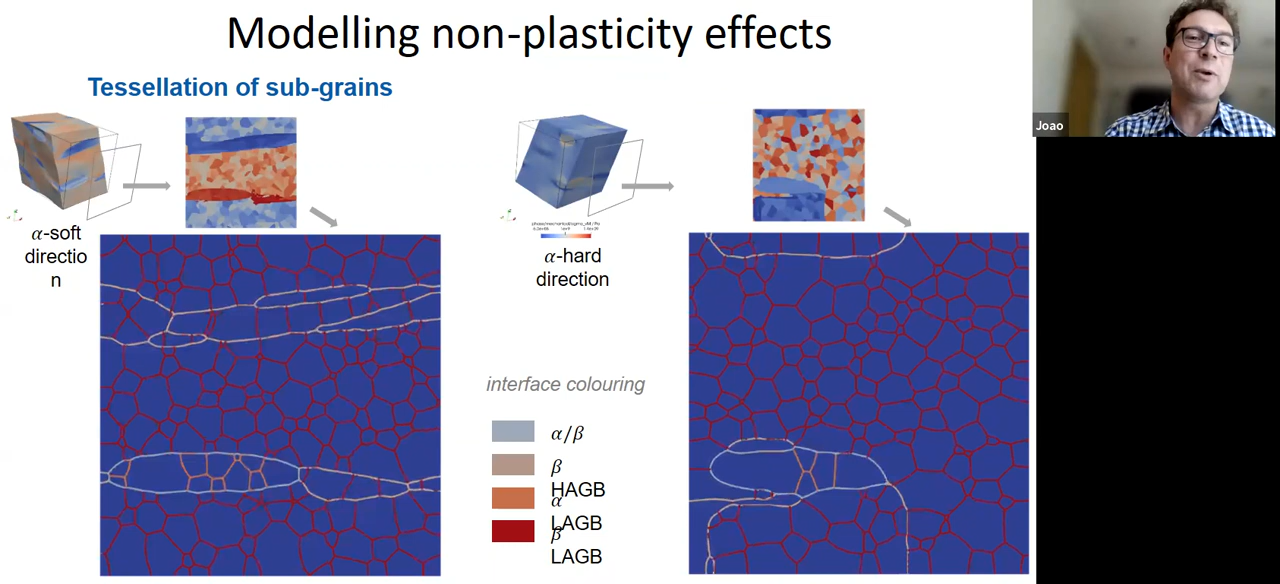 Modelling non-plasticity effects
Tessellation of sub-grains
Joao
α-soft
directio
n
α-hard
direction
interface colouring
α/β
β
HAGB
α
LAGB
β
LAGB